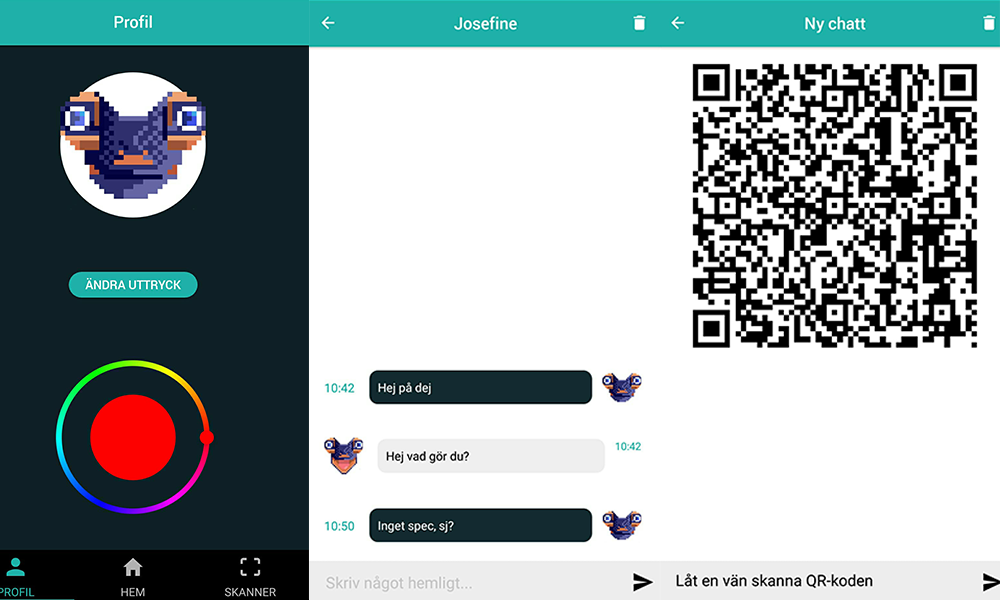 Profil
ÄNDRA UTTRYCK
PROFIL
HEM
SKANNER
Josefine
10:42
Hej på dej
Hej vad gör du?
10:42
10:50
Inget spec, sj?
Skriv något hemligt...
Ny chatt
Låt en vän skanna QR-koden